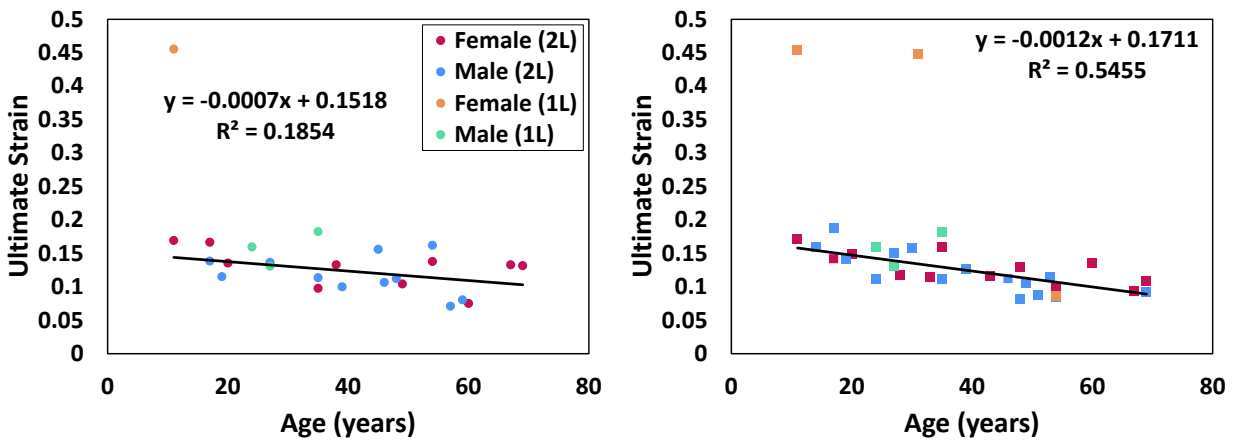 Ultimate Strain
0.5
0.45
0.4
0.35
0.3
0.25
0.2
0.15
0.1
0.05
0
0 20 40 60 80
Age (years)
y = -0.0007x + 0.1518
R² = 0.1854
Female (2L)
Male (2L)
Female (1L)
Male (1L)
Ultimate Strain
0.5
0.45
0.4
0.35
0.3
0.25
0.2
0.15
0.1
0.05
0
0 20 40 60 80
Age (years)
y = -0.0012x + 0.1711
R² = 0.5455